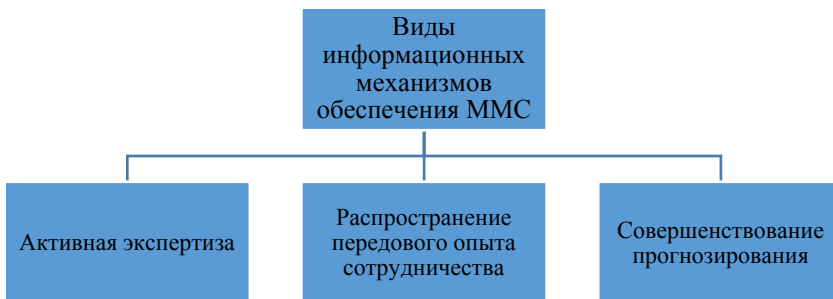 Виды
информационных
механизмов
обеспечения ММС
Активная экспертиза
Распространение
передового опыта
сотрудничества
Совершенствование
прогнозирования